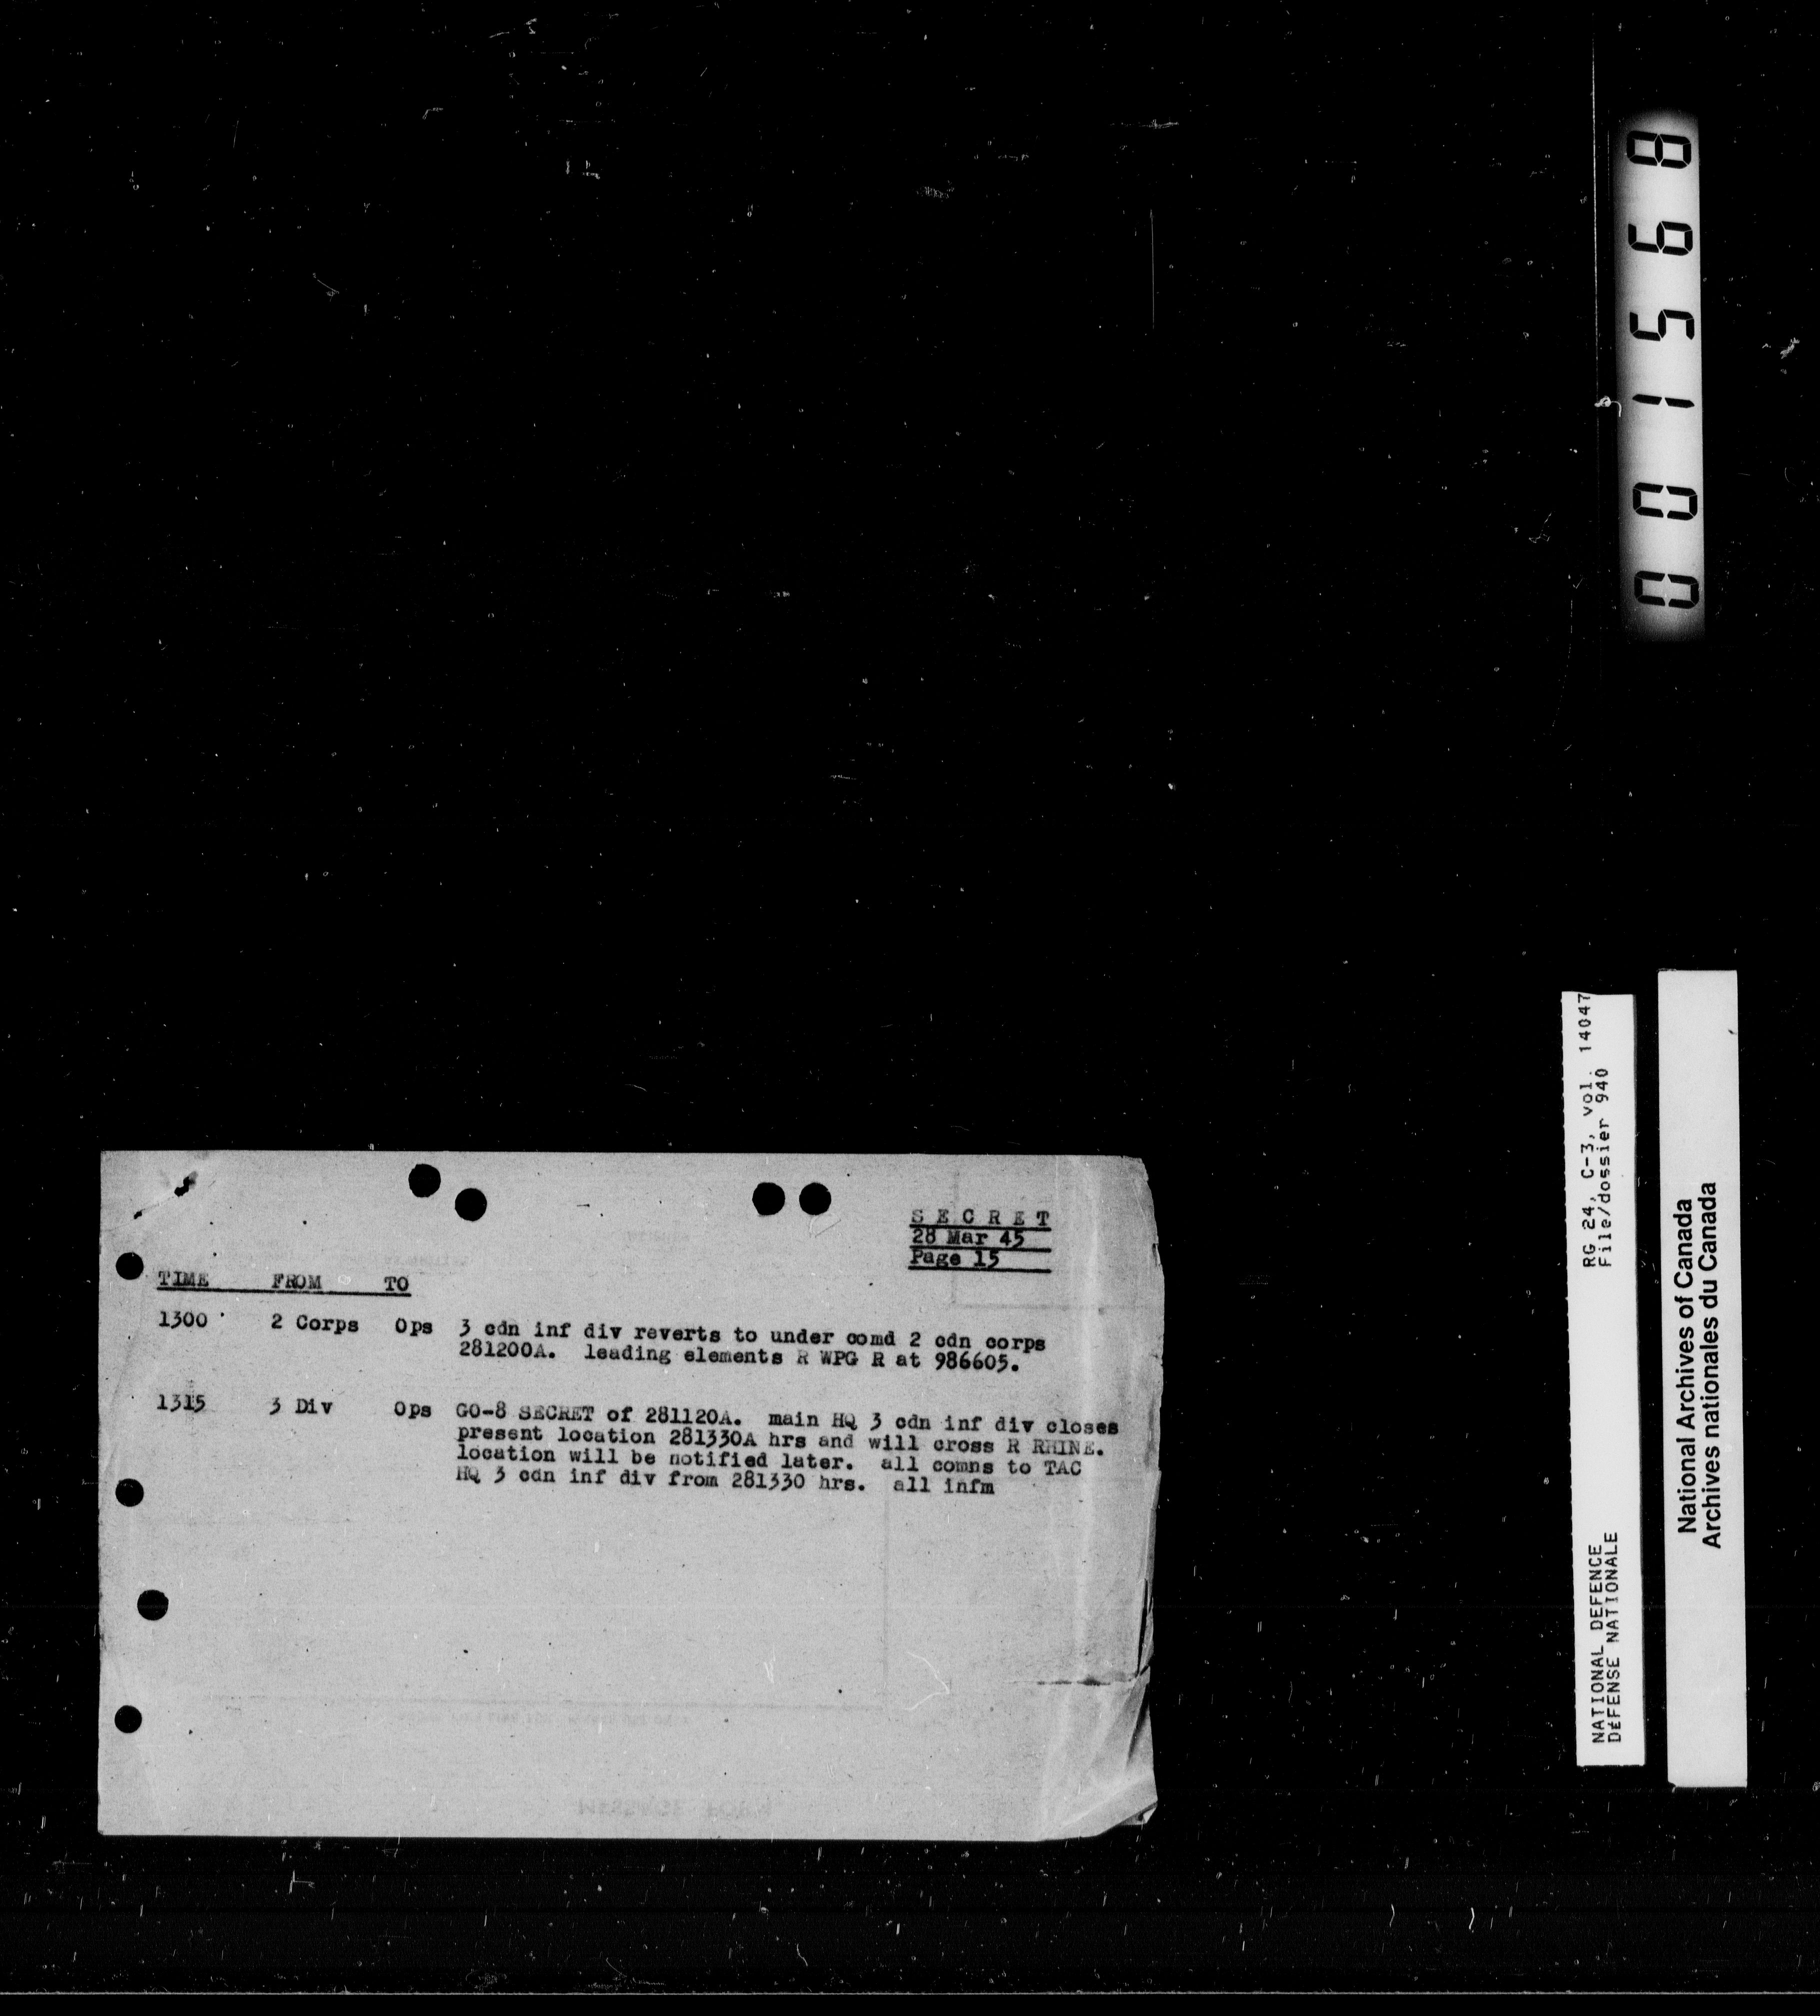 S E C R E T
28 Mar 45
Page 15
TIME FROM TO
1300 2 Corps Ops 3 cdn inf div reverts to under comd 2 cdn corps
281200A. leading elements R WPG R at 986605.
1315 3 Div Ops GO-8 SECRET of 281120A. main HQ 3 cdn inf div closes
present location 281330A hrs and will cross R RHINE.
location will be notified later. all comns to TAC
HQ 3 cdn inf div from 281330 hrs. all infm
MESSAGE FORM
001568
RG 24, C-3, vol. 14047
File/dossier 940
NATIONAL DEFENCE
DÉFENSE NATIONALE
National Archives of Canada
Archives nationales du Canada